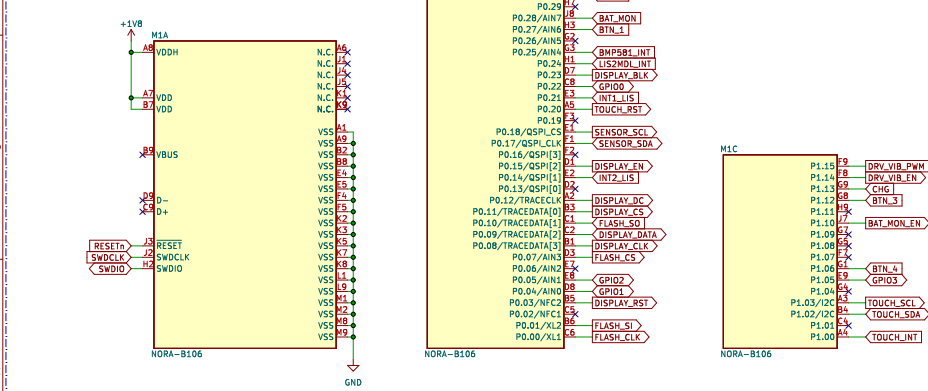 +1V8
M1A
A8 VDDH N.C. A6
N.C. J1
N.C. J4
N.C. J5
A7 VDD N.C. K1
B7 VDD N.C. K9
VSS A1
VSS A9
B9 VBUS VSS B2
VSS B8
VSS E4
VSS E5
D9 D- VSS F4
C9 D+ VSS F5
VSS K2
VSS K3
RESETn J3 RESET VSS K5
SWDCLK J2 SWDCLK VSS K7
SWDIO H2 SWDIO VSS K8
VSS L1
VSS L9
VSS M1
VSS M2
VSS M8
VSS M9
NORA-B106
GND
P0.29 H7
P0.28/AIN7 J8 BAT_MON
P0.27/AIN6 H3 BTN_1
P0.26/AIN5 G2
P0.25/AIN4 G3 BMP581_INT
P0.24 H1 LIS2MDL_INT
P0.23 D7 DISPLAY_BLK
P0.22 C8 GPIO0
P0.21 E3 INT1_LIS
P0.20 A5 TOUCH_RST
P0.19 F3
P0.18/QSPI_CS E1 SENSOR_SCL
P0.17/QSPI_CLK F1 SENSOR_SDA
P0.16/QSPI[3] F2
P0.15/QSPI[2] D1 DISPLAY_EN
P0.14/QSPI[1] E2 INT2_LIS
P0.13/QSPI[0] D2
P0.12/TRACECLK A2 DISPLAY_DC
P0.11/TRACEDATA[0] B3 DISPLAY_CS
P0.10/TRACEDATA[1] C1 FLASH_SO
P0.09/TRACEDATA[2] C2 DISPLAY_DATA
P0.08/TRACEDATA[3] B1 DISPLAY_CLK
P0.07/AIN3 D3 FLASH_CS
P0.06/AIN2 E7
P0.05/AIN1 E8 GPIO2
P0.04/AIN0 D8 GPIO1
P0.03/NFC2 B5 DISPLAY_RST
P0.02/NFC1 C5
P0.01/XL2 B6 FLASH_SI
P0.00/XL1 C6 FLASH_CLK
NORA-B106
M1C
P1.15 F9 DRV_VIB_PWM
P1.14 F8 DRV_VIB_EN
P1.13 G9 CHG
P1.12 G8 BTN_3
P1.11 H9
P1.10 J7 BAT_MON_EN
P1.09 G7
P1.08
P1.07 F7
P1.06 G1 BTN_4
P1.05 E9 GPIO3
P1.04 G4
P1.03/I2C A3 TOUCH_SCL
P1.02/I2C B4 TOUCH_SDA
P1.01 C4
P1.00 A4 TOUCH_INT
NORA-B106